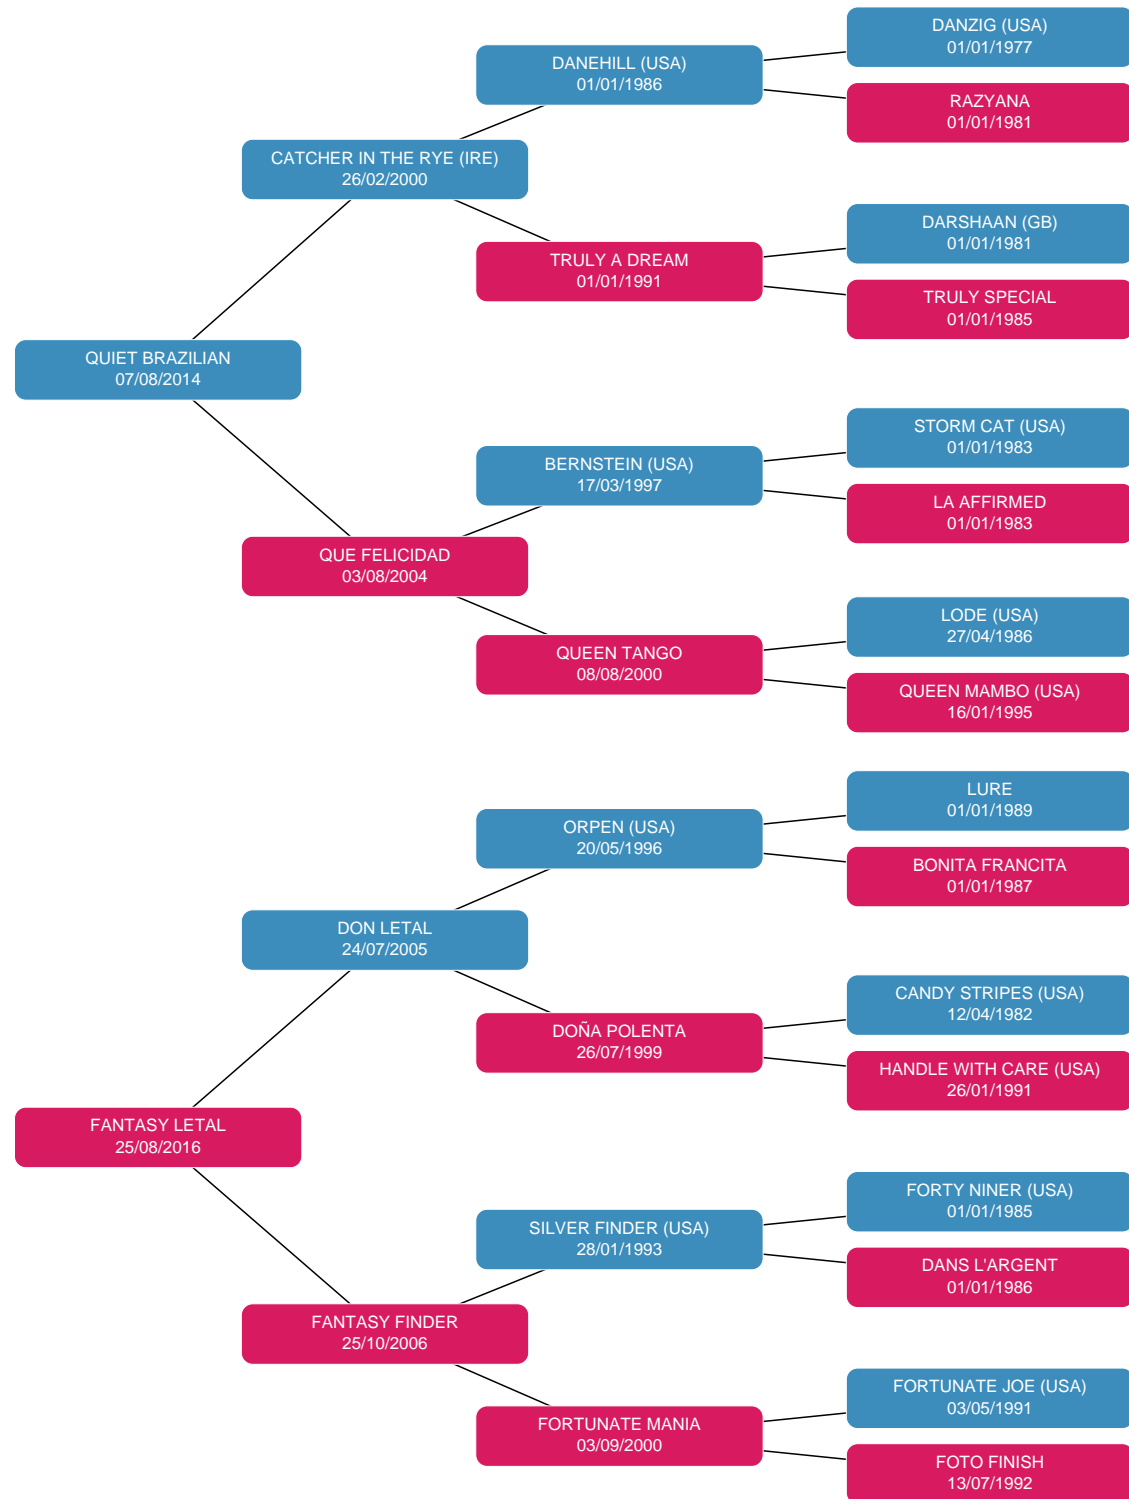 DANZIG (USA)
01/01/1977
DANEHILL (USA)
01/01/1986
RAZYANA
01/01/1981
CATCHER IN THE RYE (IRE)
26/02/2000
DARSHAAN (GB)
01/01/1981
TRULY A DREAM
01/01/1991
TRULY SPECIAL
01/01/1985
QUIET BRAZILIAN
07/08/2014
STORM CAT (USA)
01/01/1983
BERNSTEIN (USA)
17/03/1997
LA AFFIRMED
01/01/1983
QUE FELICIDAD
03/08/2004
LODE (USA)
27/04/1986
QUEEN TANGO
08/08/2000
QUEEN MAMBO (USA)
16/01/1995
LURE
01/01/1989
ORPEN (USA)
20/05/1996
BONITA FRANCITA
01/01/1987
DON LETAL
24/07/2005
CANDY STRIPES (USA)
12/04/1982
DOÑA POLENTA
26/07/1999
HANDLE WITH CARE (USA)
26/01/1991
FANTASY LETAL
25/08/2016
FORTY NINER (USA)
01/01/1985
SILVER FINDER (USA)
28/01/1993
DANS L'ARGENT
01/01/1986
FANTASY FINDER
25/10/2006
FORTUNATE JOE (USA)
03/05/1991
FORTUNATE MANIA
03/09/2000
FOTO FINISH
13/07/1992